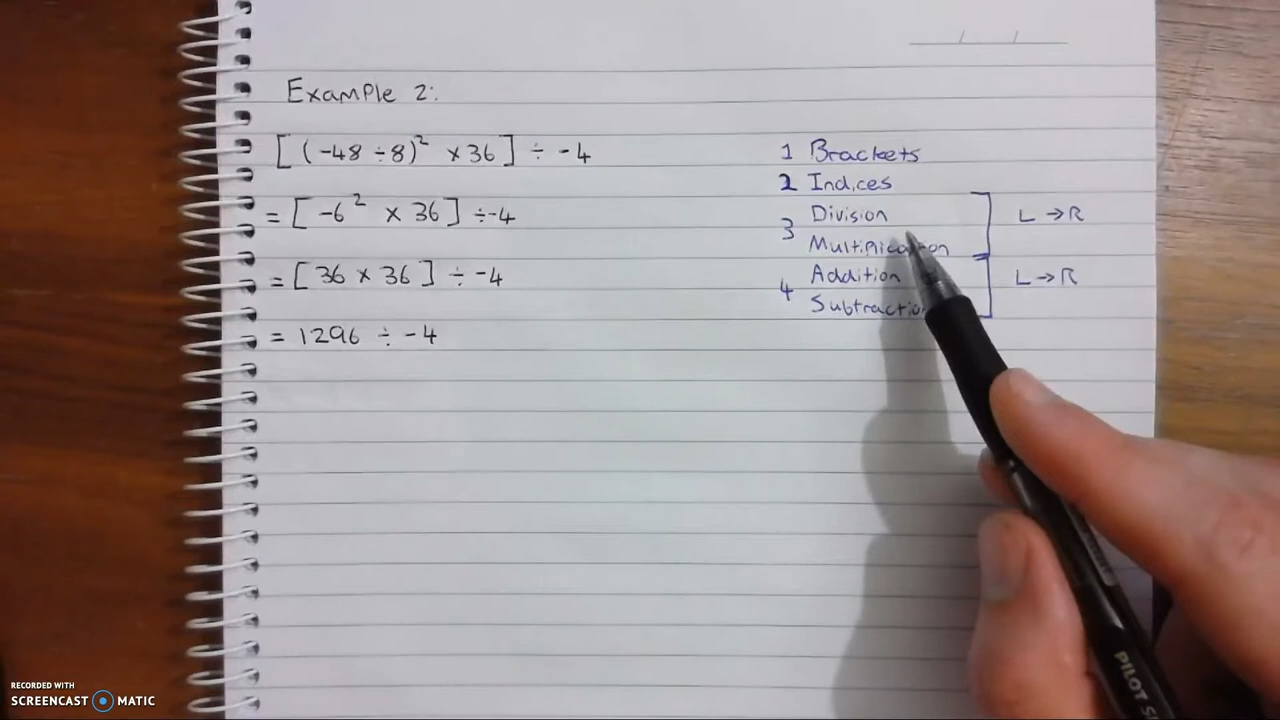 Example 2:
[(-48 ÷ 8)² × 36] ÷ -4
= [-6² × 36] ÷ -4
= [36 × 36] ÷ -4
= 1296 ÷ -4
1 Brackets
2 Indices
3 Division
Multiplication
L → R
4 Addition
Subtraction
L → R
RECORDED WITH
SCREENCAST MATIC
PILOT